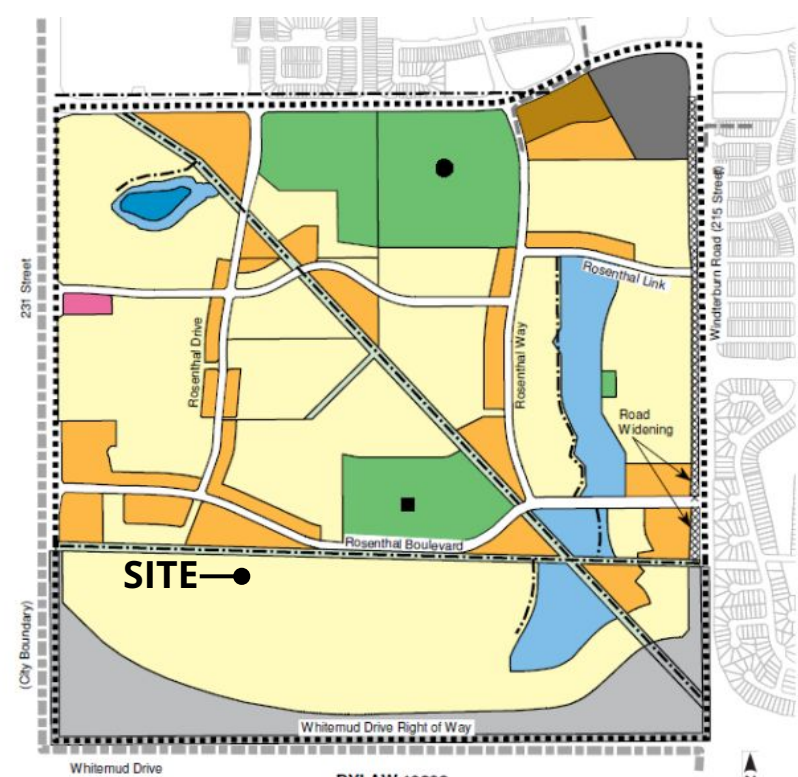 231 Street
Winterburn Road (215 Street)
Rosenthal Link
Rosenthal Drive
Rosenthal Way
Road
Widening
Rosenthal Boulevard
SITE
(City Boundary)
Whitemud Drive Right of Way
Whitemud Drive